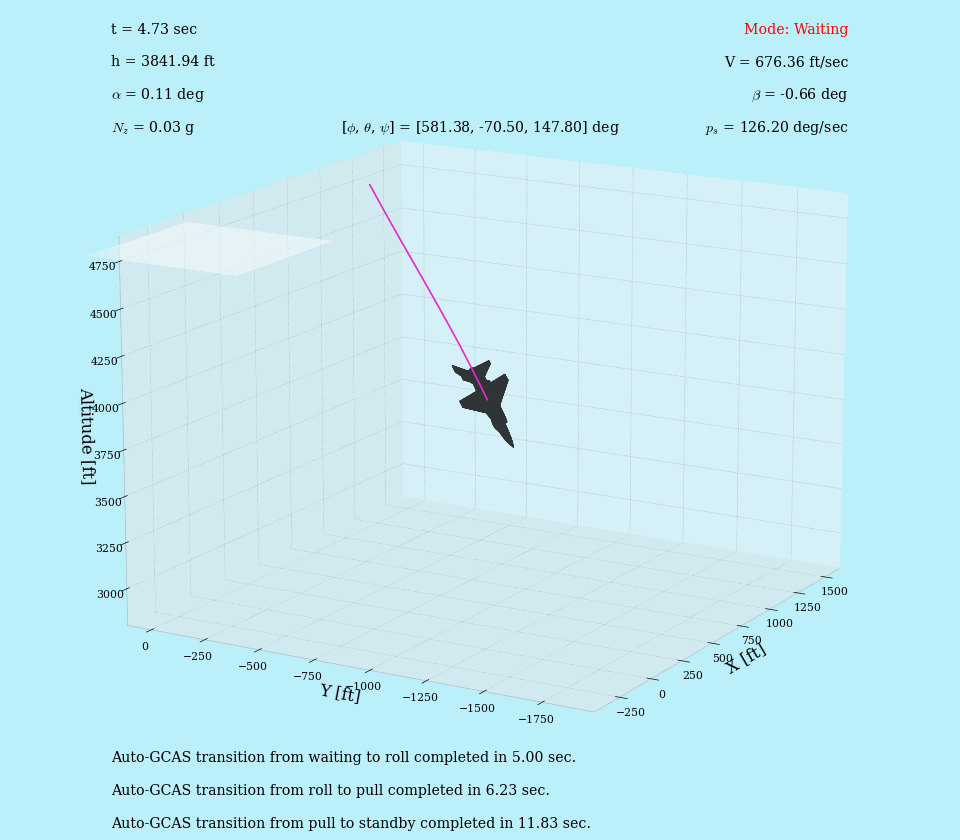 t = 4.73 sec
Mode: Waiting
h = 3841.94 ft
V = 676.36 ft/sec
α = 0.11 deg
β = -0.66 deg
N_z = 0.03 g
[ϕ, θ, ψ] = [581.38, -70.50, 147.80] deg
p_s = 126.20 deg/sec
4750
4500
4250
4000
3750
3500
3250
3000
Altitude [ft]
0
−250
−500
−750
−1000
−1250
−1500
−1750
Y [ft]
−250
0
250
500
750
1000
1250
1500
X [ft]
Auto-GCAS transition from waiting to roll completed in 5.00 sec.
Auto-GCAS transition from roll to pull completed in 6.23 sec.
Auto-GCAS transition from pull to standby completed in 11.83 sec.